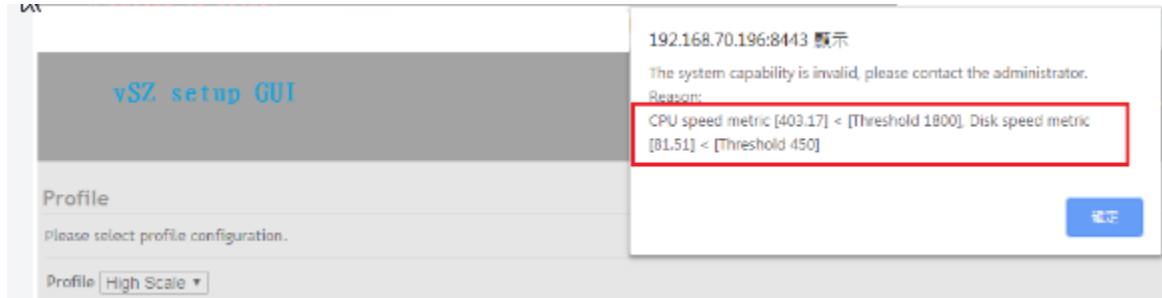 vSZ setup GUI
192.168.70.196:8443 顯示
The system capability is invalid, please contact the administrator.
Reason:
CPU speed metric [403.17] < [Threshold 1800], Disk speed metric
[81.51] < [Threshold 450]
確定
Profile
Please select profile configuration.
Profile High Scale ▼